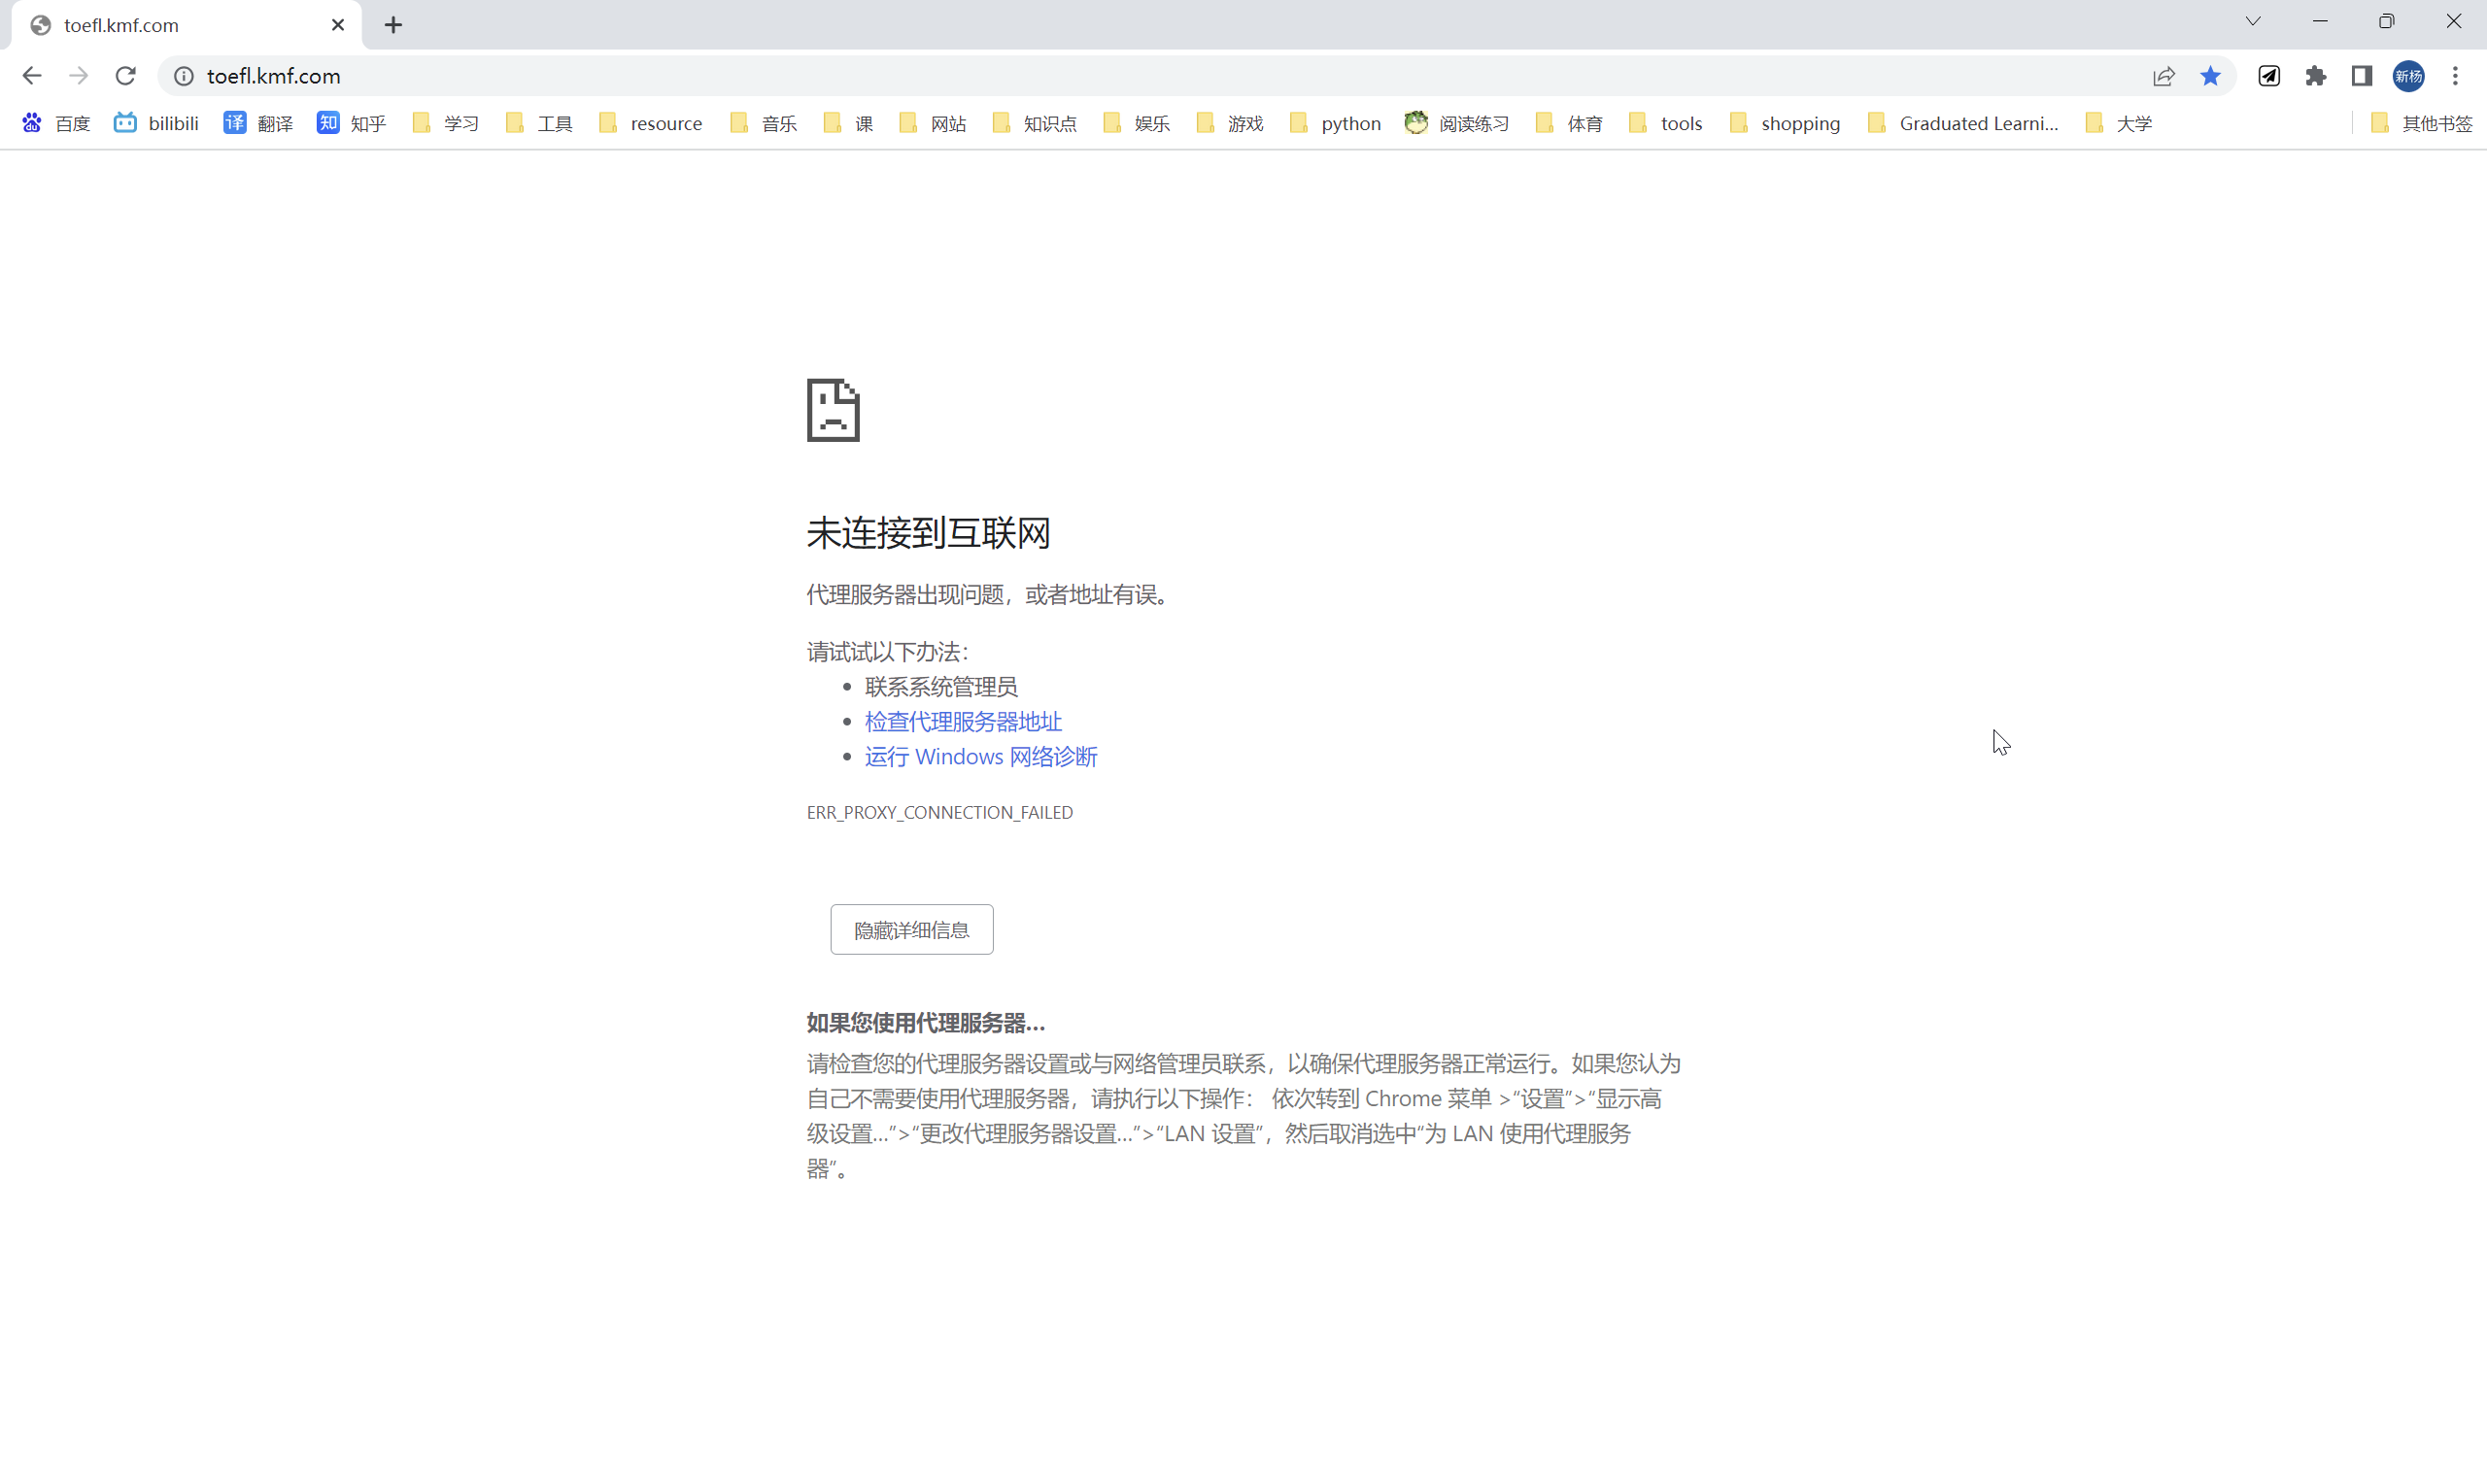 toefl.kmf.com
toefl.kmf.com
新杨
百度 bilibili 译 翻译 知 知乎 学习 工具 resource 音乐 课 网站 知识点 娱乐 游戏 python 阅读练习 体育 tools shopping Graduated Learni... 大学 其他书签
未连接到互联网
代理服务器出现问题，或者地址有误。
请试试以下办法：
联系系统管理员
检查代理服务器地址
运行 Windows 网络诊断
ERR_PROXY_CONNECTION_FAILED
隐藏详细信息
如果您使用代理服务器...
请检查您的代理服务器设置或与网络管理员联系，以确保代理服务器正常运行。如果您认为
自己不需要使用代理服务器，请执行以下操作： 依次转到 Chrome 菜单 >“设置”>“显示高
级设置...”>“更改代理服务器设置...”>“LAN 设置”，然后取消选中“为 LAN 使用代理服务
器”。